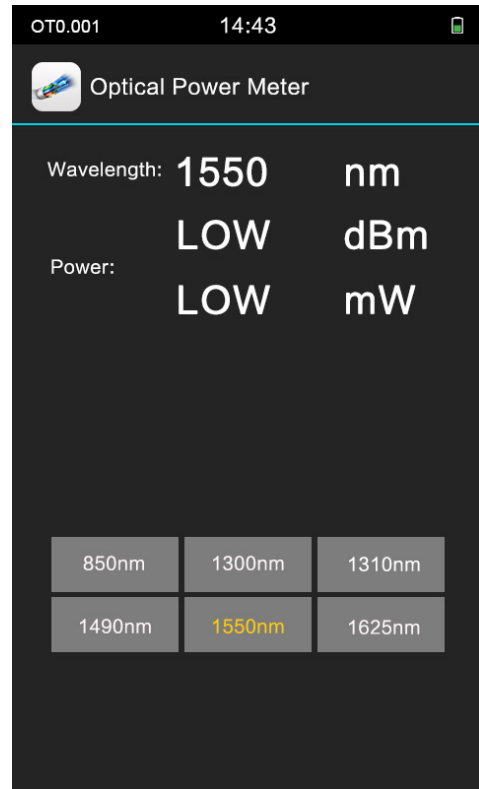 OT0.001 14:43
Optical Power Meter
Wavelength: 1550 nm
LOW dBm
Power:
LOW mW
850nm 1300nm 1310nm
1490nm 1550nm 1625nm